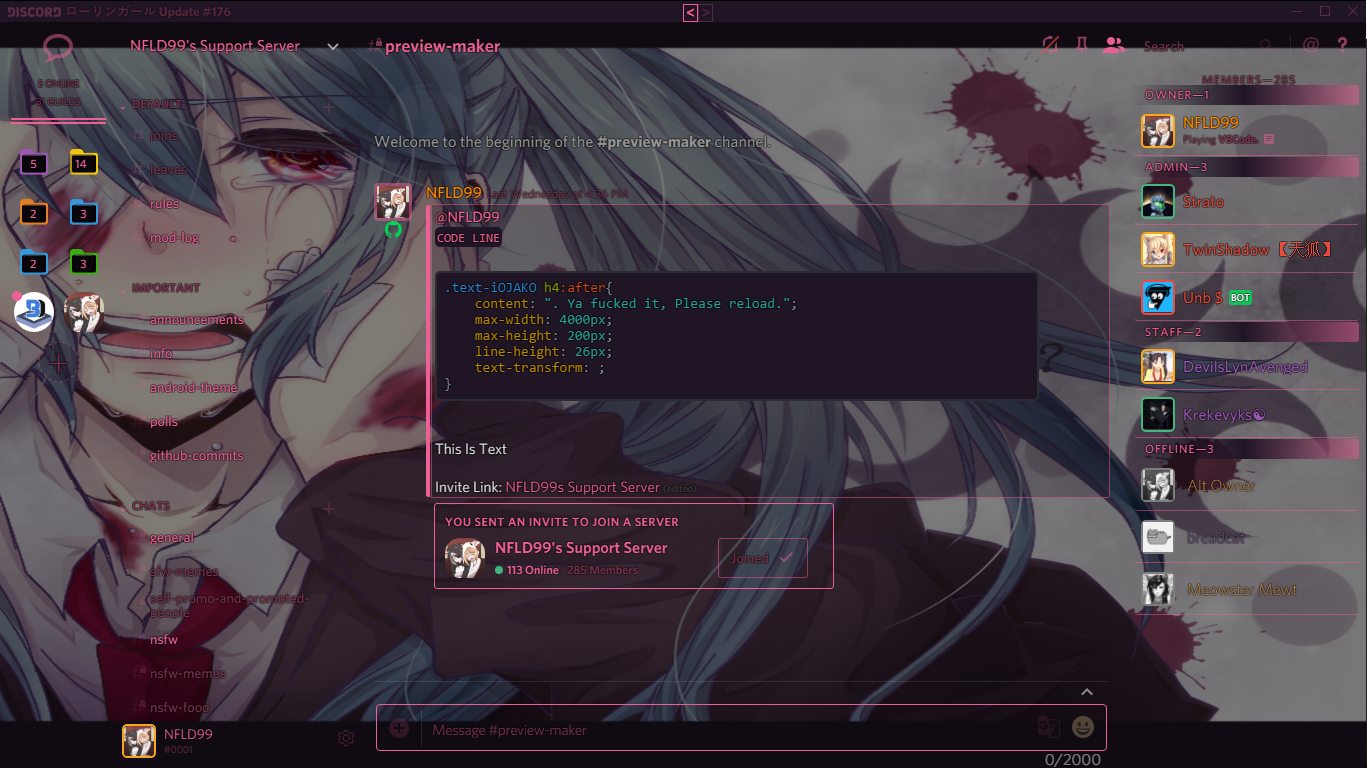 DISCORD ローリンガール Update #176
< >
NFLD99's Support Server
preview-maker
Search
@ ?
5 ONLINE
31 GUILDS
5 14
2 3
2 3
DEFAULT
joins
leaves
rules
mod-log
IMPORTANT
announcements
info
android-theme
polls
github-commits
CHATS
general
sfw-memes
self-promo-and-promoted-
people
nsfw
nsfw-memes
nsfw-food
NFLD99
#0001
Welcome to the beginning of the #preview-maker channel.
NFLD99 Last Wednesday at 4:36 PM
@NFLD99
CODE LINE
.text-iOJAKO h4:after{
content: ". Ya fucked it, Please reload.";
max-width: 4000px;
max-height: 200px;
line-height: 26px;
text-transform: ;
}
This Is Text
Invite Link: NFLD99s Support Server (edited)
YOU SENT AN INVITE TO JOIN A SERVER
NFLD99's Support Server
113 Online 285 Members
Joined
Message #preview-maker
0/2000
MEMBERS—285
OWNER—1
NFLD99
Playing VSCode.
ADMIN—3
Strato
TwinShadow 【天狐】
Unb $ BOT
STAFF—2
DevilsLynAvenged
Krekevyks☯
OFFLINE—3
Alt Owner
breadcat
Meowster Mewt